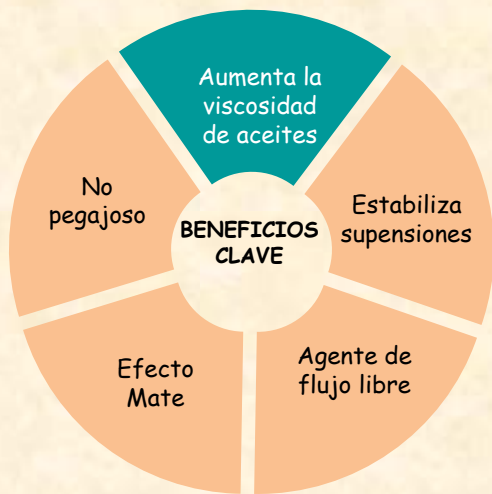 Aumenta la
viscosidad
de aceites
Estabiliza
supensiones
Agente de
flujo libre
Efecto
Mate
No
pegajoso
BENEFICIOS
CLAVE